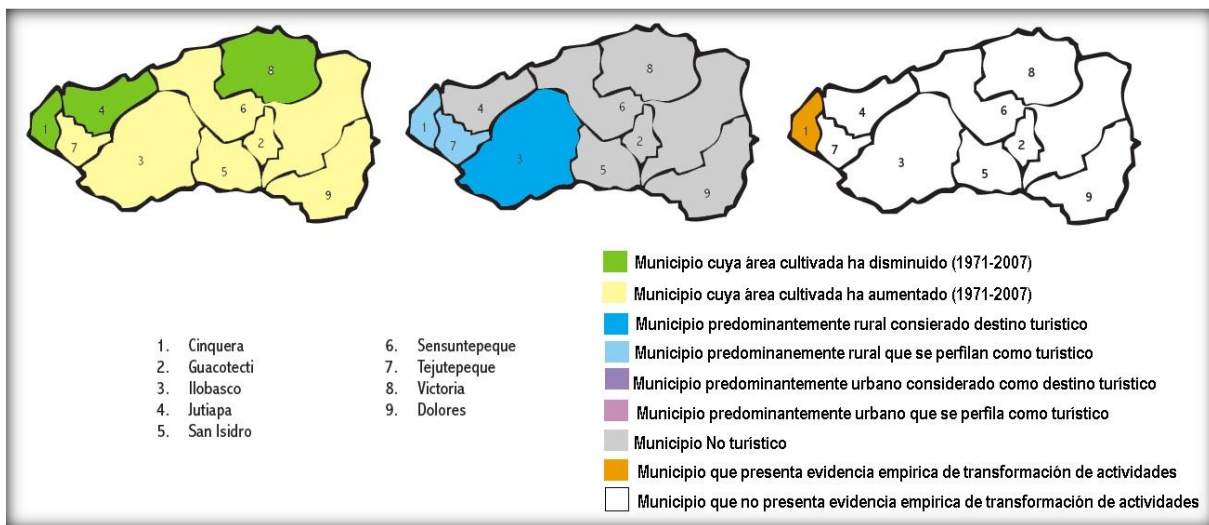 8
4
1
6
7
2
3
5
9
8
4
1
6
7
2
3
5
9
8
4
1
6
7
2
3
5
9
Municipio cuya área cultivada ha disminuido (1971-2007)
Municipio cuya área cultivada ha aumentado (1971-2007)
Municipio predominantemente rural consierado destino turístico
Municipio predominanemente rural que se perfilan como turístico
Municipio predominantemente urbano considerado como destino turístico
Municipio predominantemente urbano que se perfila como turístico
Municipio No turístico
Municipio que presenta evidencia empirica de transformación de actividades
Municipio que no presenta evidencia empirica de transformación de actividades
1. Cinquera
2. Guacotecti
3. Ilobasco
4. Jutiapa
5. San Isidro
6. Sensuntepeque
7. Tejutepeque
8. Victoria
9. Dolores